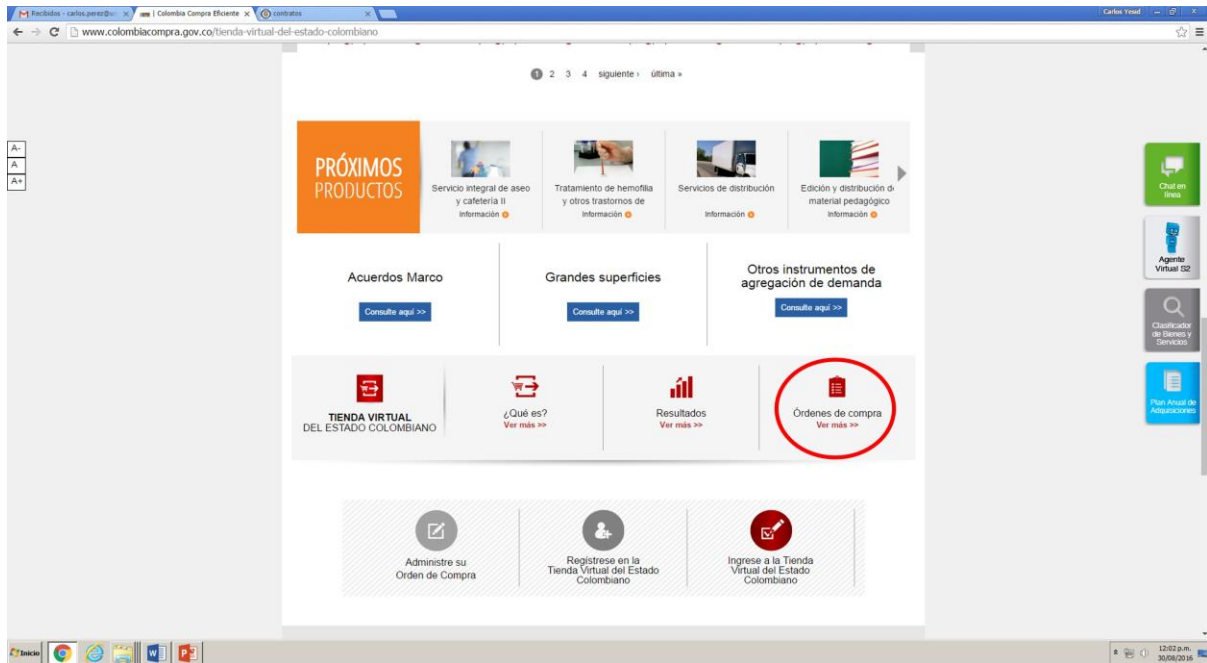 Recibidos - carlos.perez@u
Colombia Compra Eficiente
contratos
Carlos Yesid
www.colombiacompra.gov.co/tienda-virtual-del-estado-colombiano
1 2 3 4 siguiente › última »
A-
A
A+
PRÓXIMOS
PRODUCTOS
Servicio integral de aseo
y cafetería II
Información
Tratamiento de hemofilia
y otros trastornos de
Información
Servicios de distribución
Información
Edición y distribución d
material pedagógico
Información
Chat en
línea
Agente
Virtual S2
Clasificador
de Bienes y
Servicios
Plan Anual de
Adquisiciones
Acuerdos Marco
Consulte aquí >>
Grandes superficies
Consulte aquí >>
Otros instrumentos de
agregación de demanda
Consulte aquí >>
TIENDA VIRTUAL
DEL ESTADO COLOMBIANO
¿Qué es?
Ver más >>
Resultados
Ver más >>
Órdenes de compra
Ver más >>
Administre su
Orden de Compra
Regístrese en la
Tienda Virtual del Estado
Colombiano
Ingrese a la Tienda
Virtual del Estado
Colombiano
Inicio
12:02 p.m.
30/08/2016